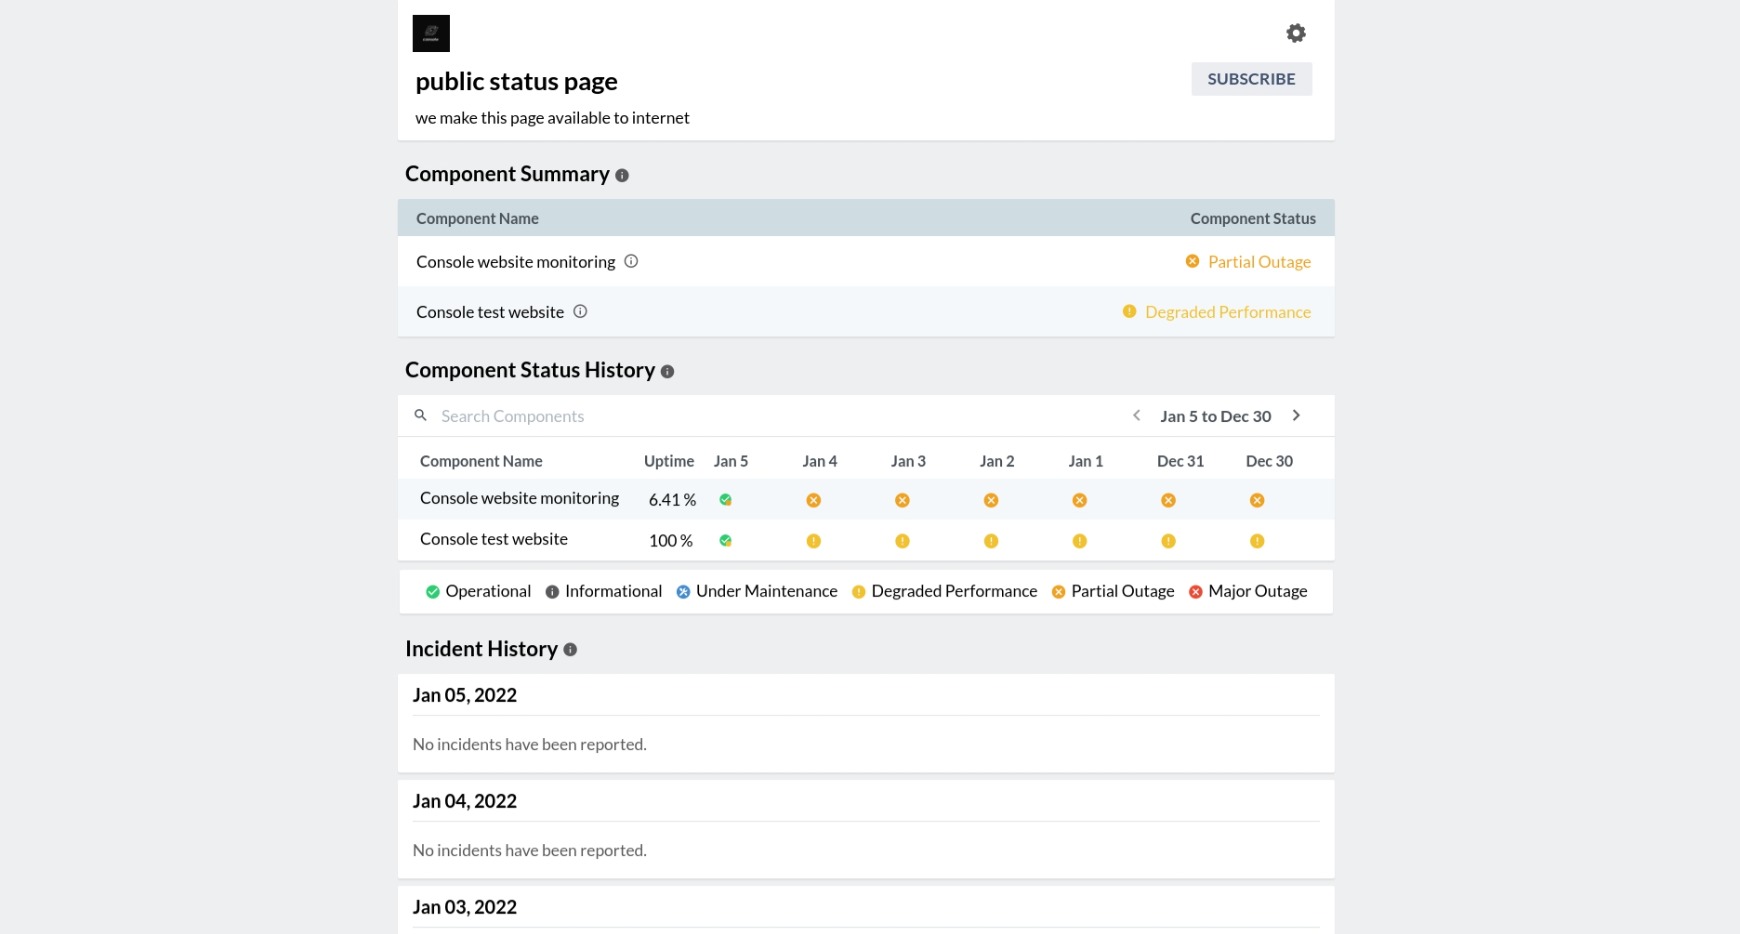 console
public status page
SUBSCRIBE
we make this page available to internet
Component Summary
Component Name Component Status
Console website monitoring Partial Outage
Console test website Degraded Performance
Component Status History
Search Components Jan 5 to Dec 30
Component Name Uptime Jan 5 Jan 4 Jan 3 Jan 2 Jan 1 Dec 31 Dec 30
Console website monitoring 6.41 %
Console test website 100 %
Operational Informational Under Maintenance Degraded Performance Partial Outage Major Outage
Incident History
Jan 05, 2022
No incidents have been reported.
Jan 04, 2022
No incidents have been reported.
Jan 03, 2022